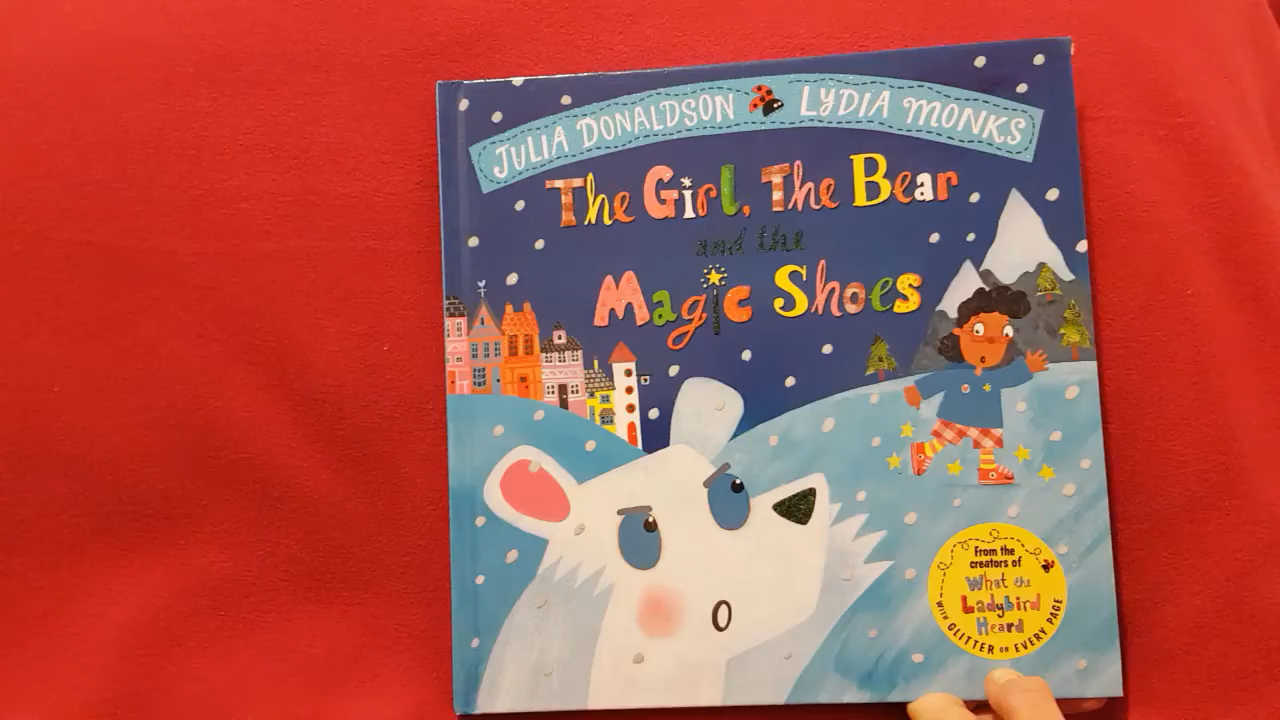 JULIA DONALDSON LYDIA MONKS
The Girl, The Bear
and the
Magic Shoes
From the
creators of
What the
Ladybird
Heard
WITH GLITTER ON EVERY PAGE